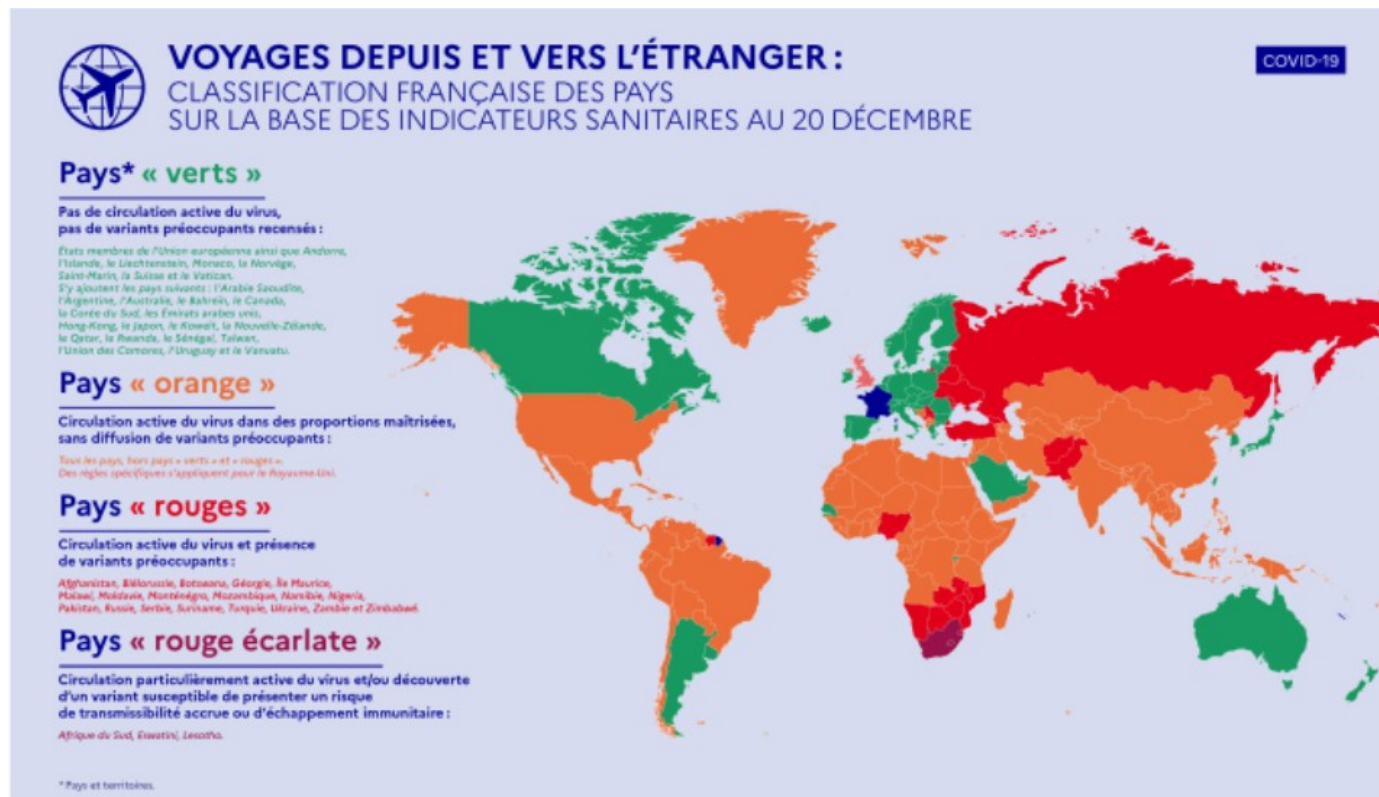 VOYAGES DEPUIS ET VERS L'ÉTRANGER :
CLASSIFICATION FRANÇAISE DES PAYS
SUR LA BASE DES INDICATEURS SANITAIRES AU 20 DÉCEMBRE
COVID-19
Pays* « verts »
Pas de circulation active du virus,
pas de variants préoccupants recensés :
États membres de l'Union européenne ainsi que Andorre,
l'Islande, le Liechtenstein, Monaco, la Norvège,
Saint-Marin, la Suisse et le Vatican.
S'y ajoutent les pays suivants : l'Arabie Saoudite,
l'Argentine, l'Australie, le Bahreïn, le Canada,
la Corée du Sud, les Émirats arabes unis,
Hong-Kong, le Japon, le Koweït, la Nouvelle-Zélande,
le Qatar, le Rwanda, le Sénégal, Taïwan,
l'Union des Comores, l'Uruguay et le Vanuatu.
Pays « orange »
Circulation active du virus dans des proportions maîtrisées,
sans diffusion de variants préoccupants :
Tous les pays, hors pays « verts » et « rouges ».
Des règles spécifiques s'appliquent pour le Royaume-Uni.
Pays « rouges »
Circulation active du virus et présence
de variants préoccupants :
Afghanistan, Biélorussie, Botswana, Géorgie, Île Maurice,
Malawi, Moldavie, Monténégro, Mozambique, Namibie, Nigeria,
Pakistan, Russie, Serbie, Suriname, Turquie, Ukraine, Zambie et Zimbabwé.
Pays « rouge écarlate »
Circulation particulièrement active du virus et/ou découverte
d'un variant susceptible de présenter un risque
de transmissibilité accrue ou d'échappement immunitaire :
Afrique du Sud, Eswatini, Lesotho.
* Pays et territoires.